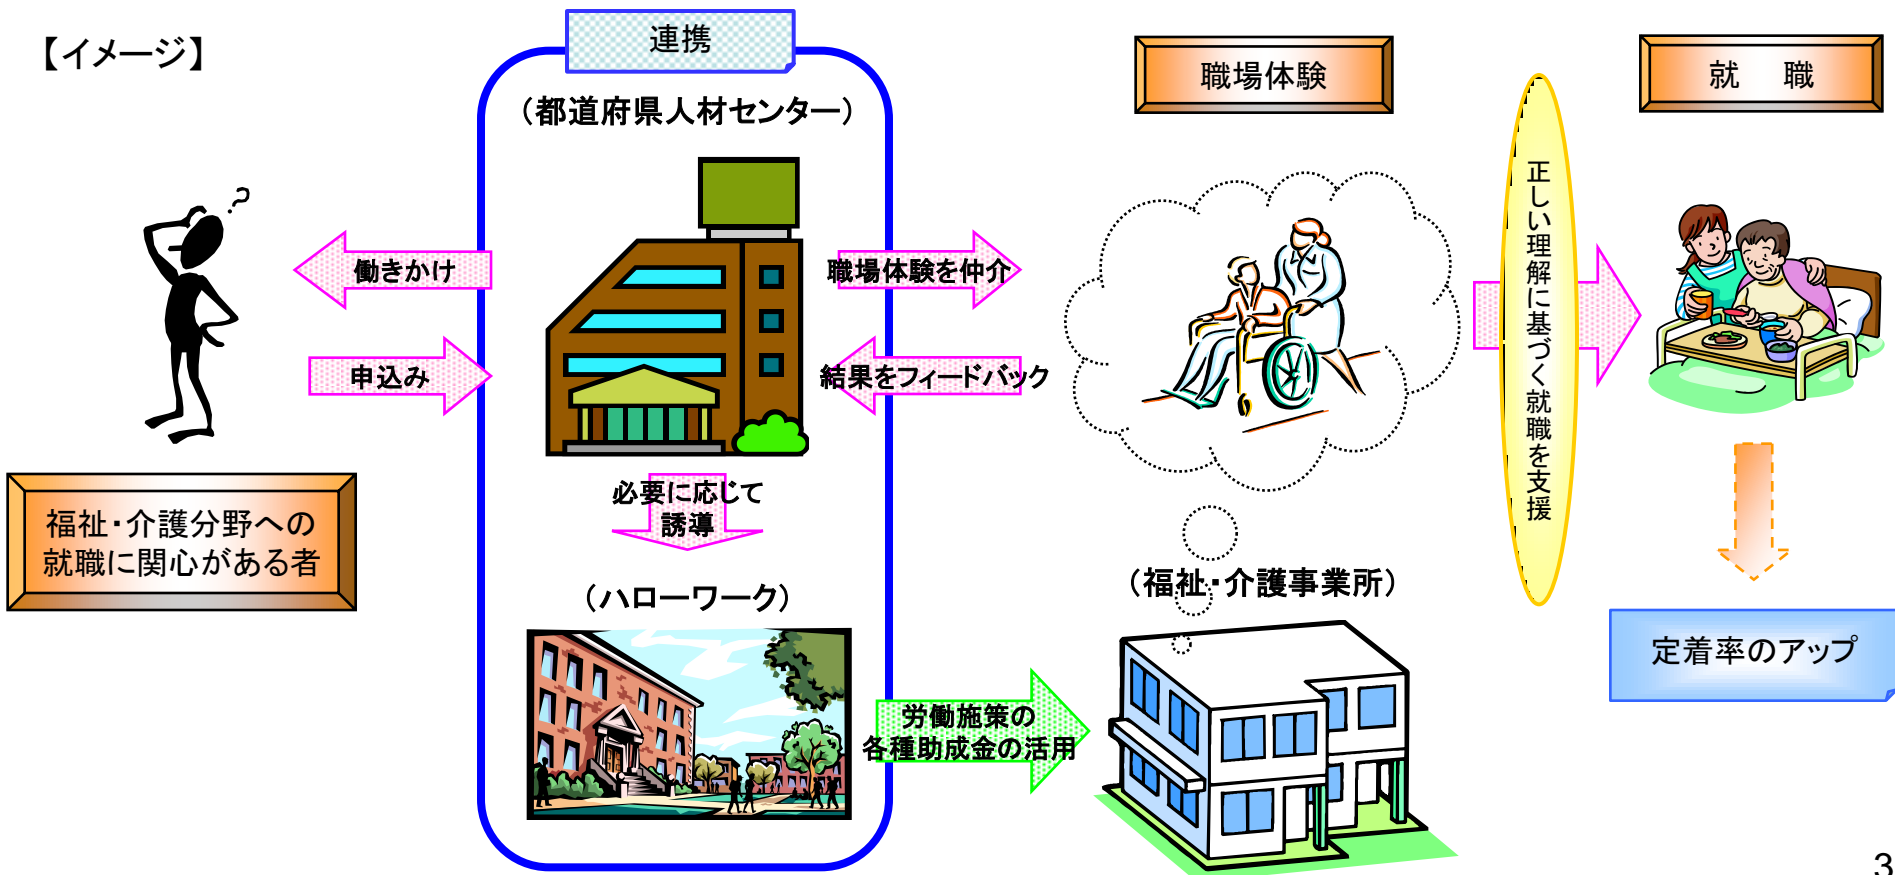 【イメージ】
連携
（都道府県人材センター）
職場体験
就　職
働きかけ
申込み
職場体験を仲介
結果をフィードバック
正しい理解に基づく就職を支援
必要に応じて
誘導
福祉・介護分野への
就職に関心がある者
（ハローワーク）
（福祉・介護事業所）
労働施策の
各種助成金の活用
定着率のアップ
3